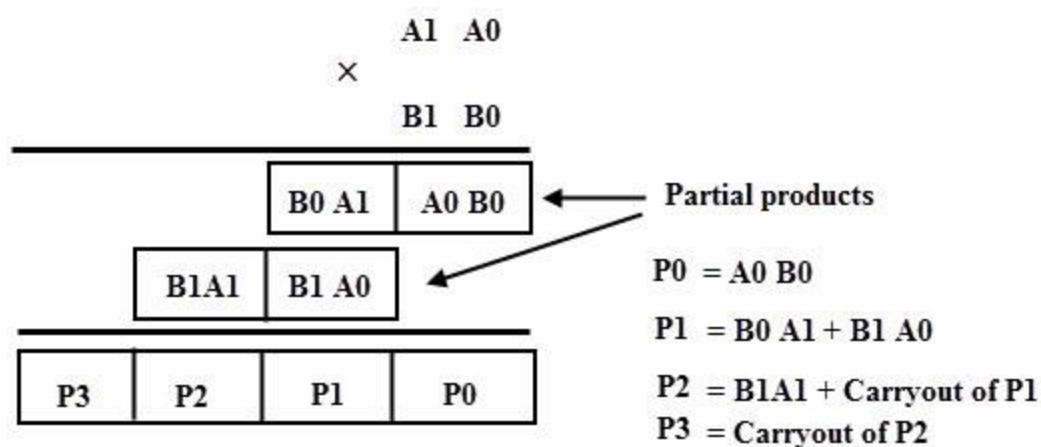 A1 A0
×
B1 B0
B0 A1 A0 B0
Partial products
B1A1 B1 A0
P0 = A0 B0
P1 = B0 A1 + B1 A0
P3 P2 P1 P0
P2 = B1A1 + Carryout of P1
P3 = Carryout of P2